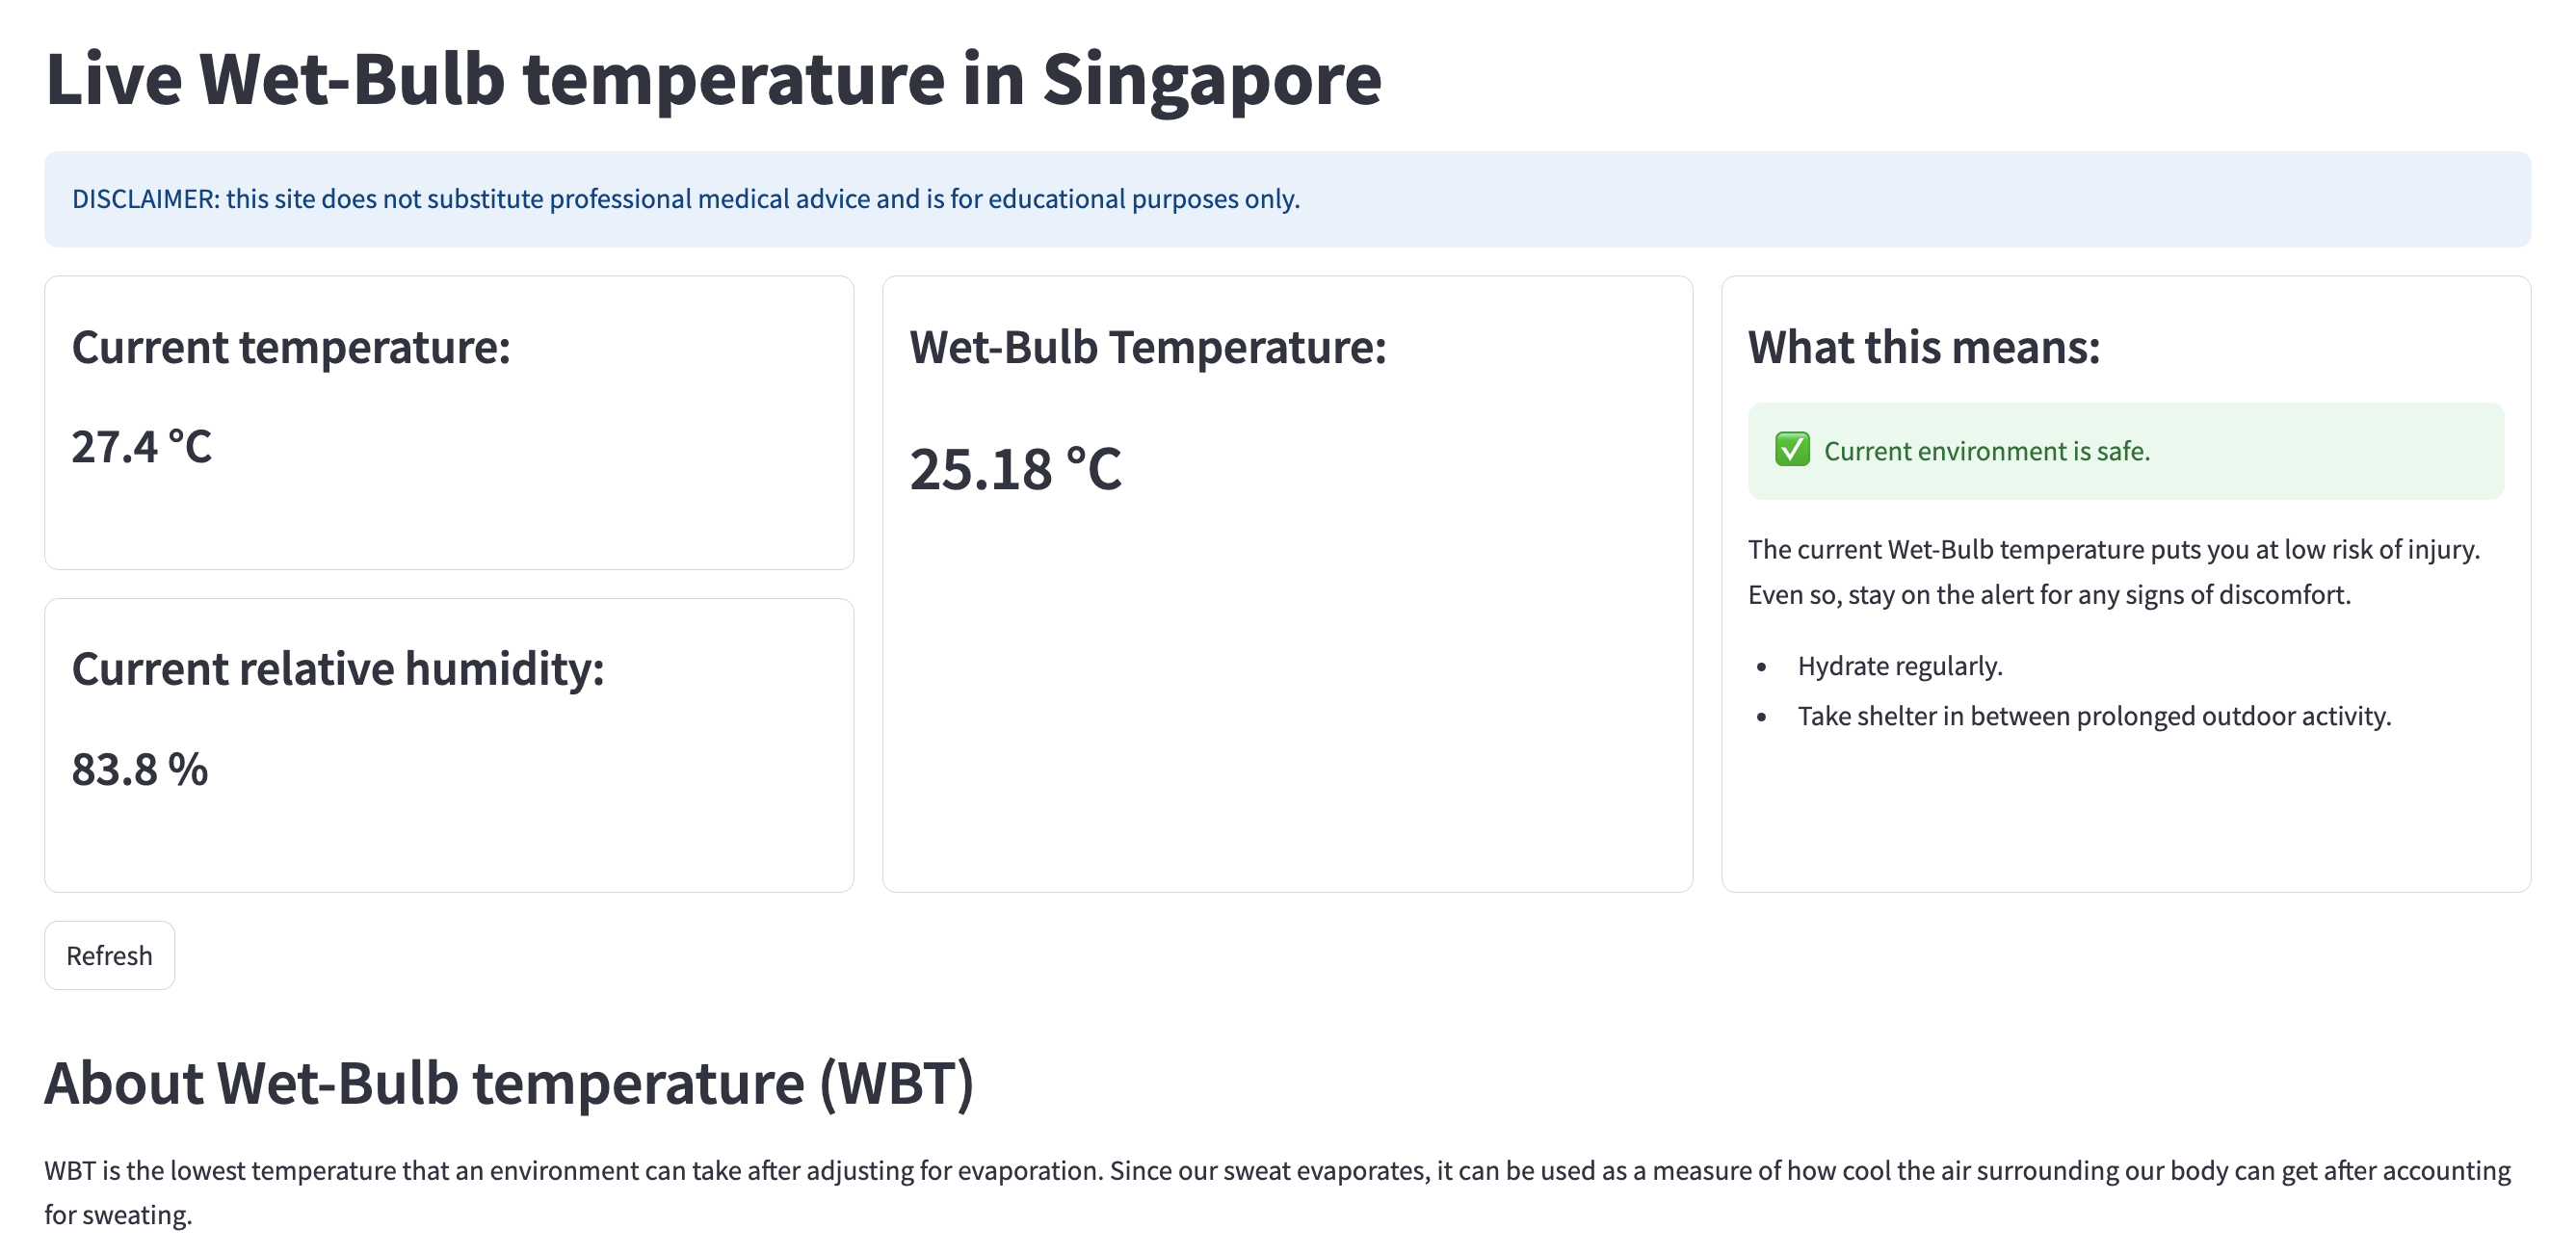 Live Wet-Bulb temperature in Singapore
DISCLAIMER: this site does not substitute professional medical advice and is for educational purposes only.
Current temperature:
27.4 °C
Current relative humidity:
83.8 %
Wet-Bulb Temperature:
25.18 °C
What this means:
✅ Current environment is safe.
The current Wet-Bulb temperature puts you at low risk of injury.
Even so, stay on the alert for any signs of discomfort.
• Hydrate regularly.
• Take shelter in between prolonged outdoor activity.
Refresh
About Wet-Bulb temperature (WBT)
WBT is the lowest temperature that an environment can take after adjusting for evaporation. Since our sweat evaporates, it can be used as a measure of how cool the air surrounding our body can get after accounting
for sweating.